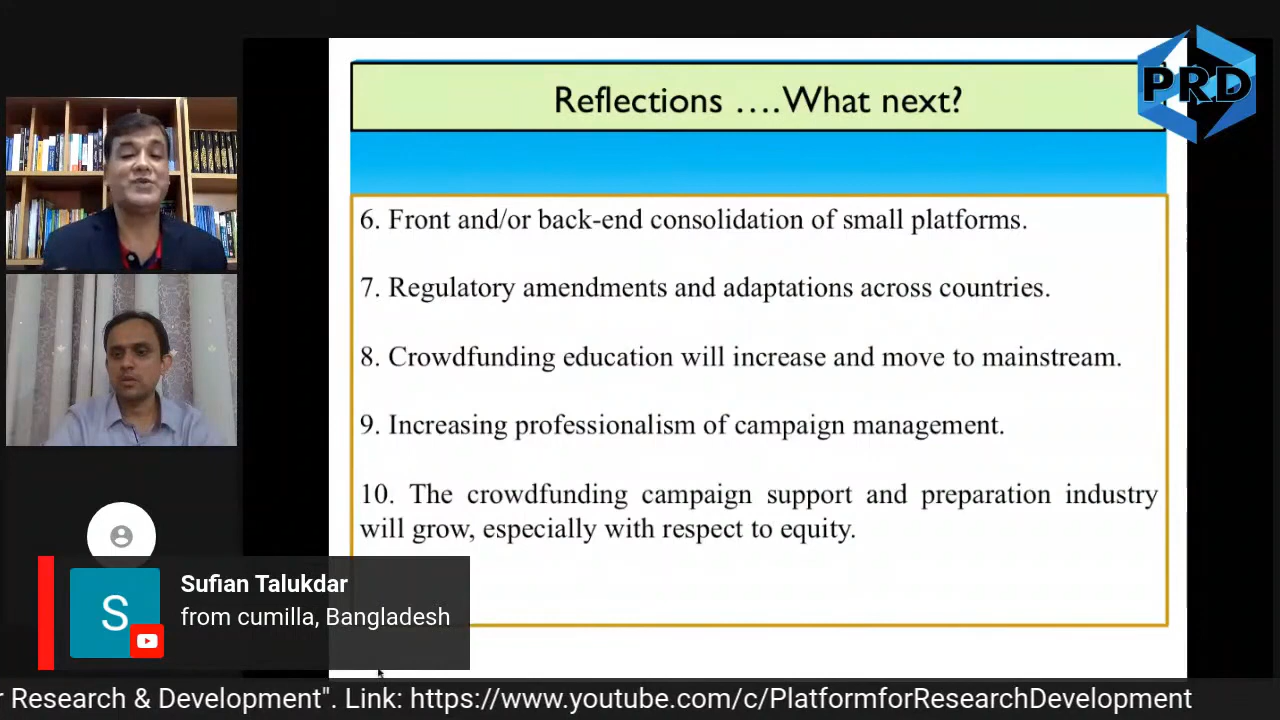 Reflections ….What next?
PRD
6. Front and/or back-end consolidation of small platforms.
7. Regulatory amendments and adaptations across countries.
8. Crowdfunding education will increase and move to mainstream.
9. Increasing professionalism of campaign management.
10. The crowdfunding campaign support and preparation industry
will grow, especially with respect to equity.
S
Sufian Talukdar
from cumilla, Bangladesh
r Research & Development". Link: https://www.youtube.com/c/PlatformforResearchDevelopment